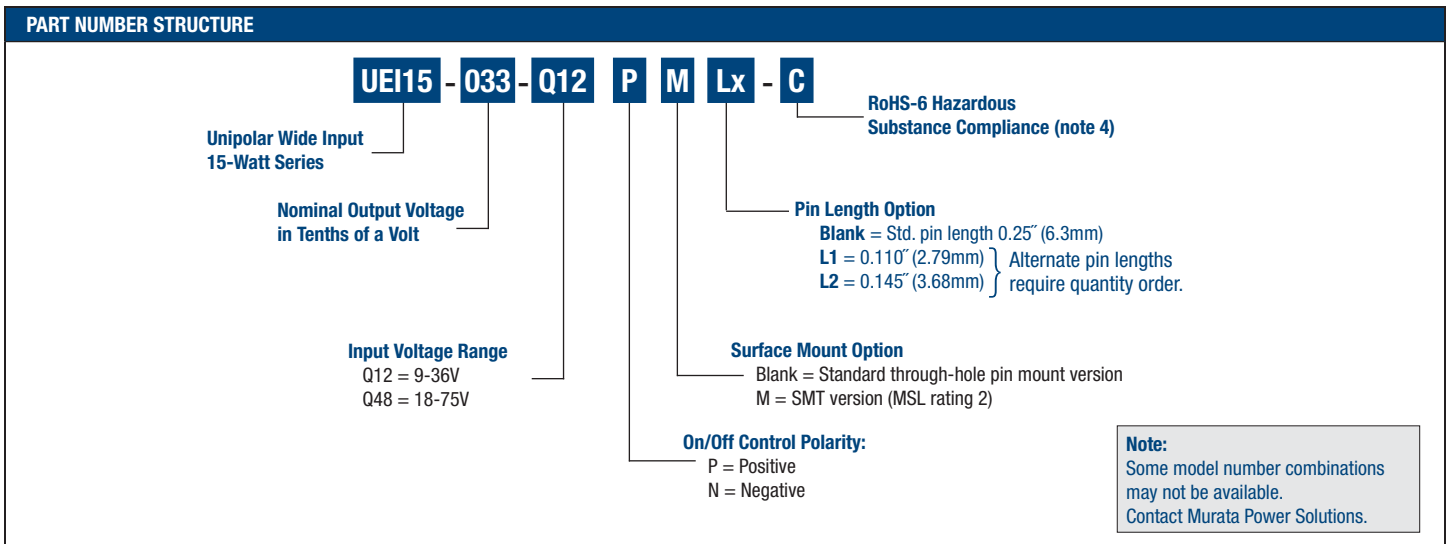 PART NUMBER STRUCTURE
UEI15 - 033 - Q12 P M Lx - C
RoHS-6 Hazardous
Substance Compliance (note 4)
Unipolar Wide Input
15-Watt Series
Pin Length Option
Blank = Std. pin length 0.25˝ (6.3mm)
L1 = 0.110˝ (2.79mm)
L2 = 0.145˝ (3.68mm)
Alternate pin lengths
require quantity order.
Nominal Output Voltage
in Tenths of a Volt
Input Voltage Range
Q12 = 9-36V
Q48 = 18-75V
Surface Mount Option
Blank = Standard through-hole pin mount version
M = SMT version (MSL rating 2)
On/Off Control Polarity:
P = Positive
N = Negative
Note:
Some model number combinations
may not be available.
Contact Murata Power Solutions.